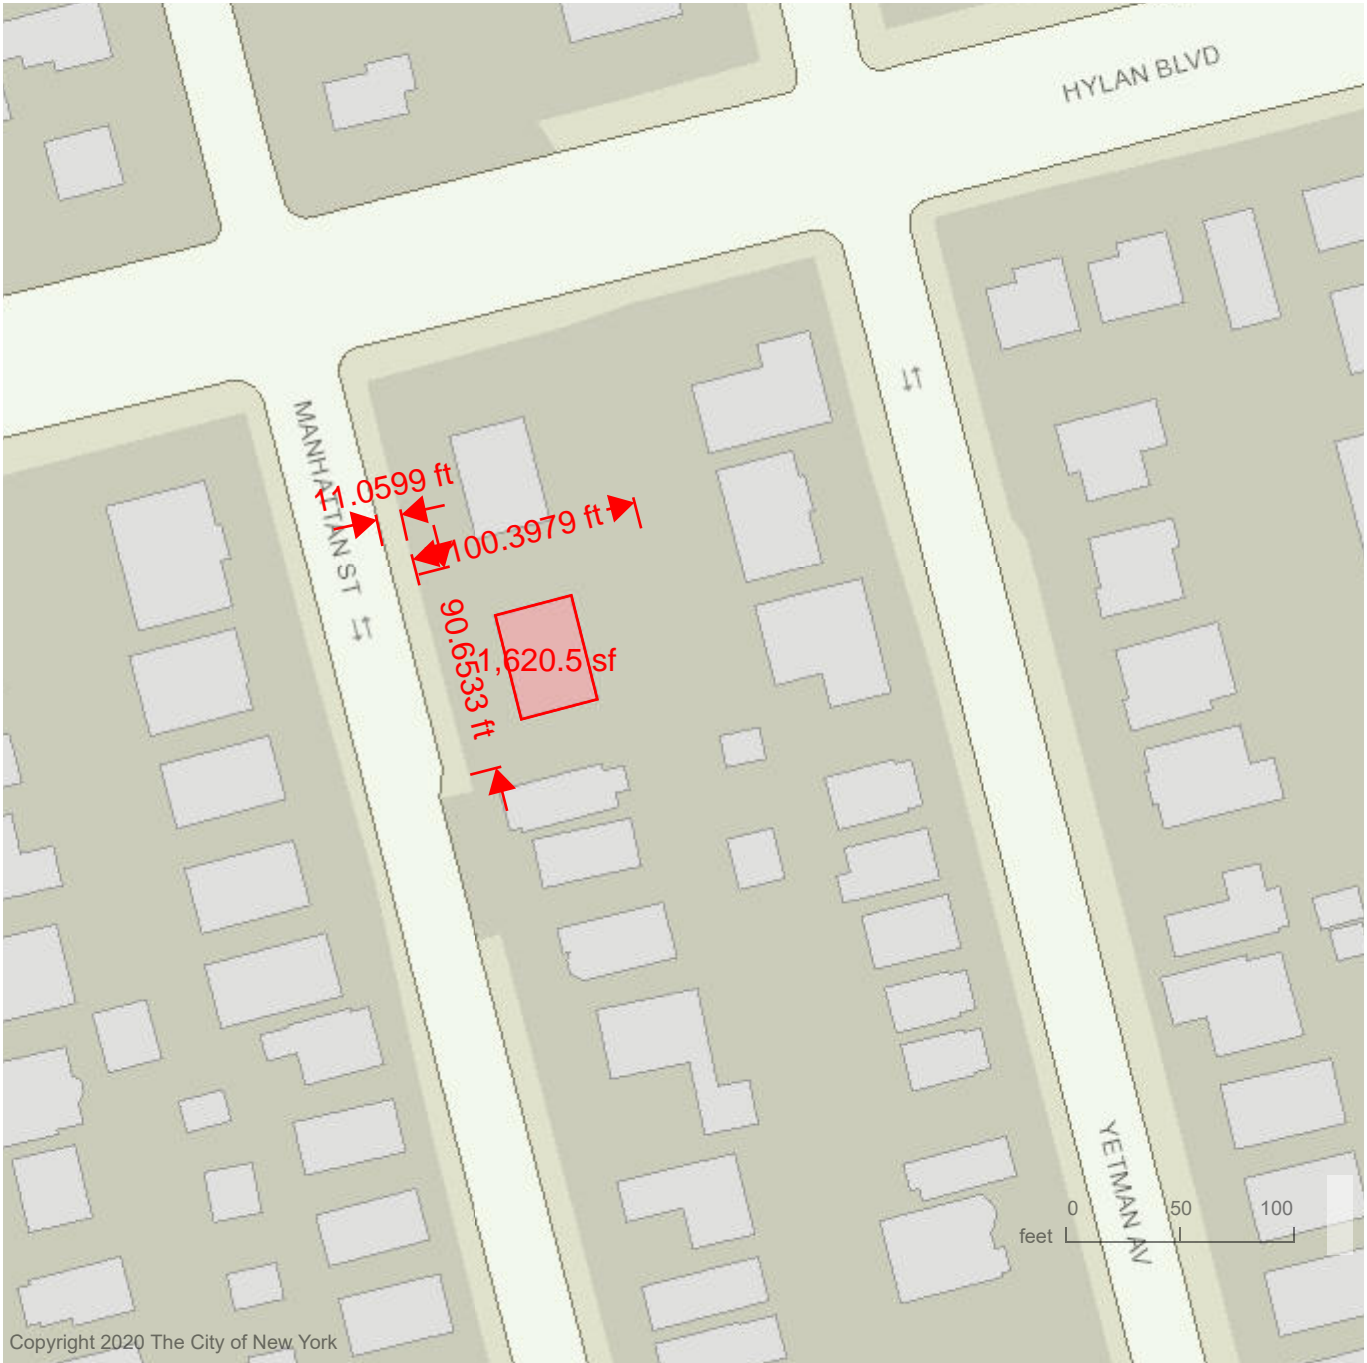 HYLAN BLVD
MANHATTAN ST
11.0599 ft
100.3979 ft
90.6533 ft
1,620.5 sf
YETMAN AV
0 50 100
feet
Copyright 2020 The City of New York